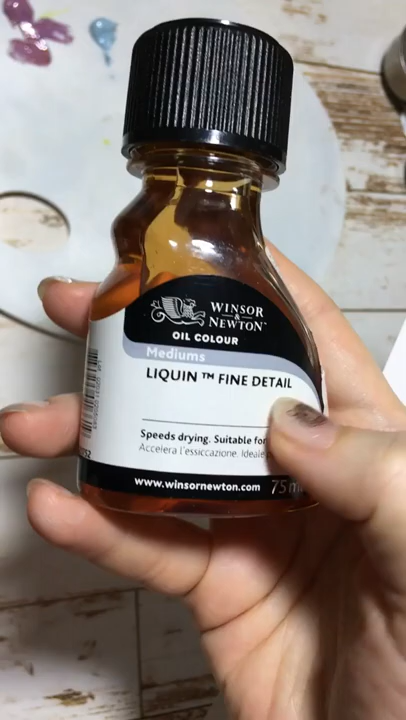 WINSOR
&
NEWTON™
OIL COLOUR
Mediums
LIQUIN ™ FINE DETAIL
Speeds drying. Suitable for
Accelera l'essiccazione. Ideale
www.winsornewton.com 75m